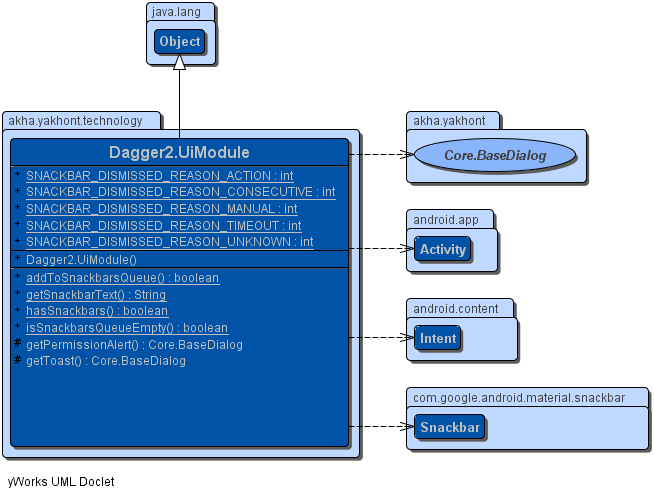 java.lang
Object
akha.yakhont.technology
Dagger2.UiModule
+ SNACKBAR_DISMISSED_REASON_ACTION : int
+ SNACKBAR_DISMISSED_REASON_CONSECUTIVE : int
+ SNACKBAR_DISMISSED_REASON_MANUAL : int
+ SNACKBAR_DISMISSED_REASON_TIMEOUT : int
+ SNACKBAR_DISMISSED_REASON_UNKNOWN : int
+ Dagger2.UiModule()
+ addToSnackbarsQueue() : boolean
+ getSnackbarText() : String
+ hasSnackbars() : boolean
+ isSnackbarsQueueEmpty() : boolean
# getPermissionAlert() : Core.BaseDialog
# getToast() : Core.BaseDialog
akha.yakhont
Core.BaseDialog
android.app
Activity
android.content
Intent
com.google.android.material.snackbar
Snackbar
yWorks UML Doclet